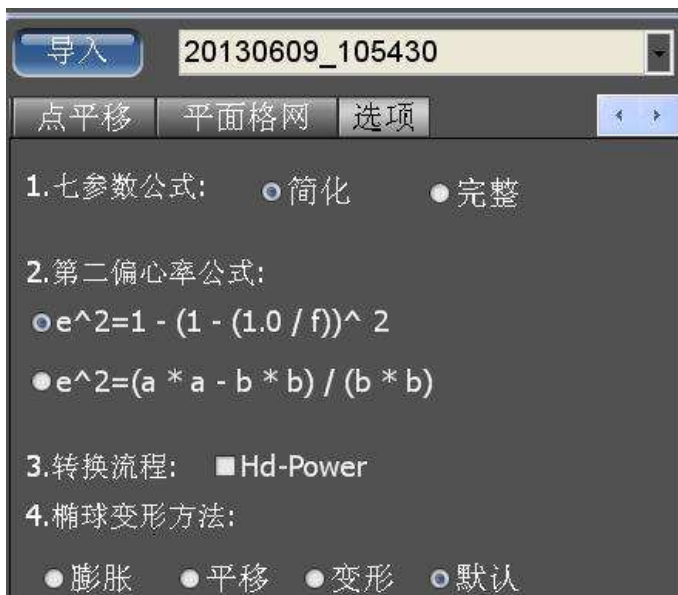 导入 20130609_105430
点平移 平面格网 选项
1.七参数公式: 简化 完整
2.第二偏心率公式:
e^2=1 - (1 - (1.0 / f))^ 2
e^2=(a * a - b * b) / (b * b)
3.转换流程: Hd-Power
4.椭球变形方法:
膨胀 平移 变形 默认